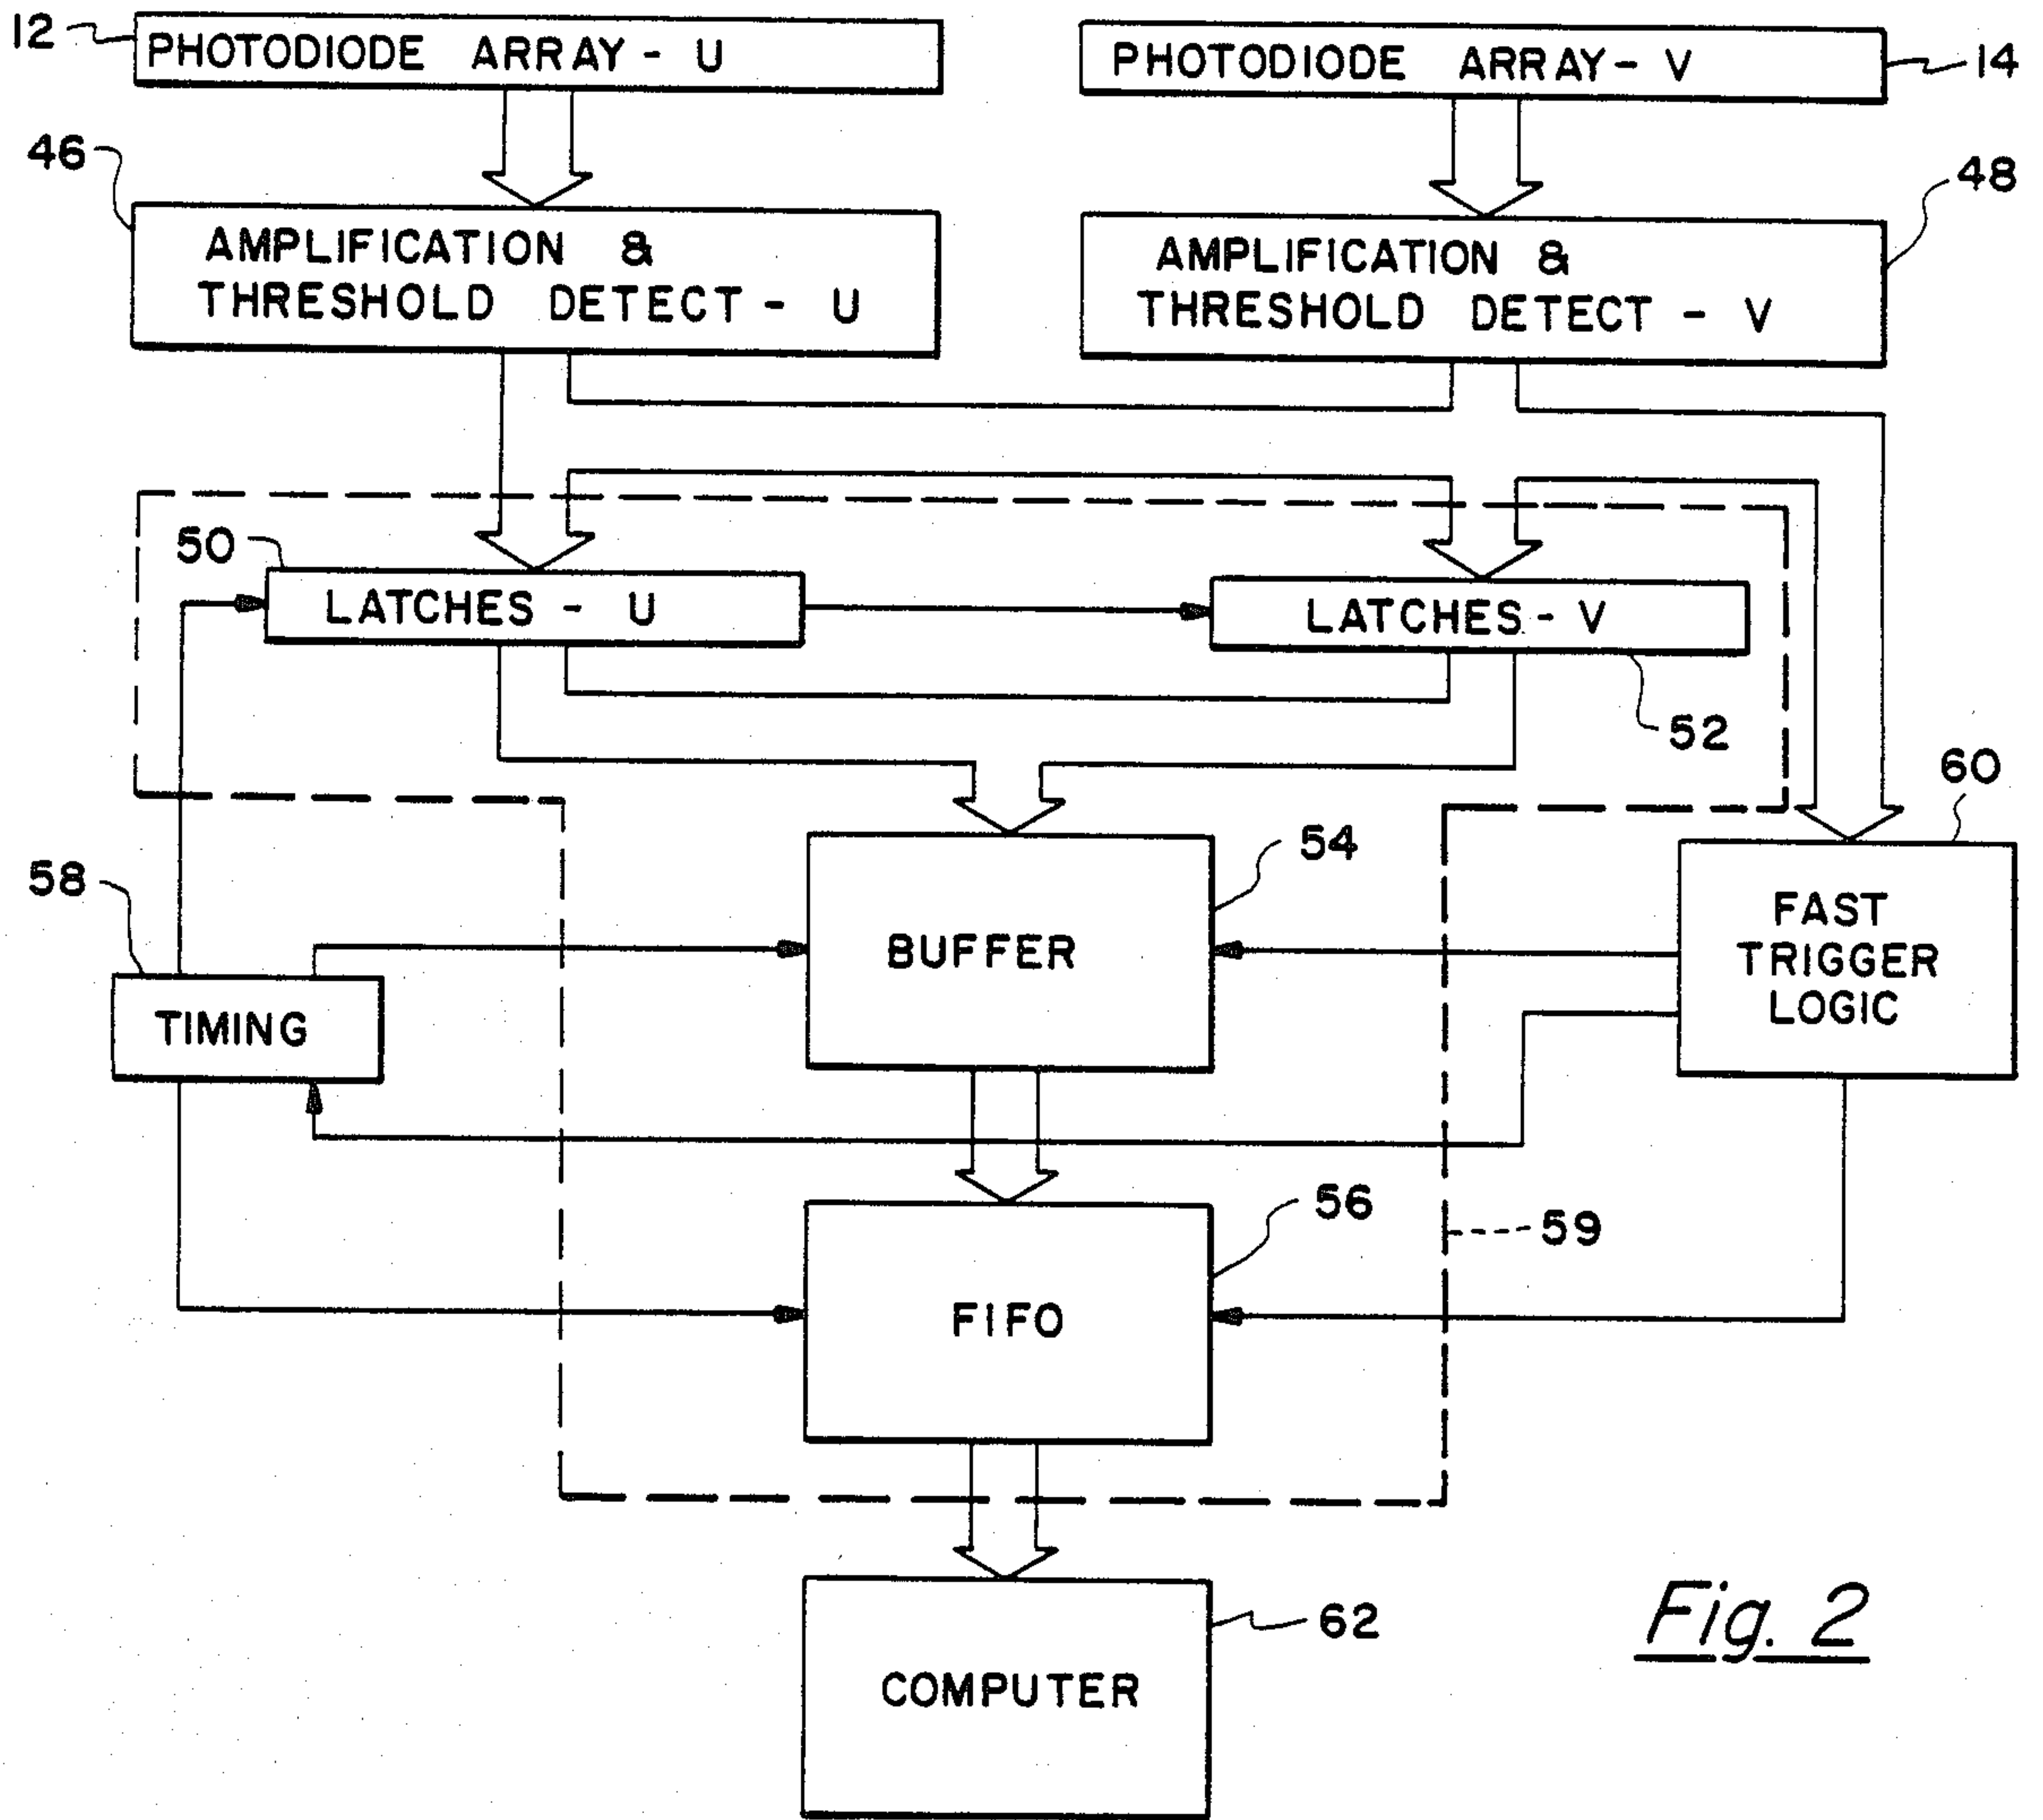 12
PHOTODIODE ARRAY - U
PHOTODIODE ARRAY - V
14
46
AMPLIFICATION &
THRESHOLD DETECT - U
48
AMPLIFICATION &
THRESHOLD DETECT - V
50
LATCHES - U
LATCHES - V
52
60
54
58
BUFFER
FAST
TRIGGER
LOGIC
TIMING
56
59
FIFO
62
COMPUTER
Fig. 2